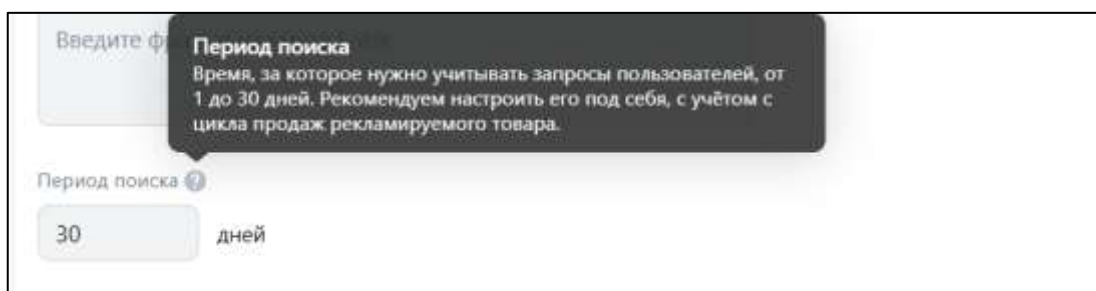 Введите
Период поиска
Время, за которое нужно учитывать запросы пользователей, от
1 до 30 дней. Рекомендуем настроить его под себя, с учётом с
цикла продаж рекламируемого товара.
Период поиска ?
30 дней